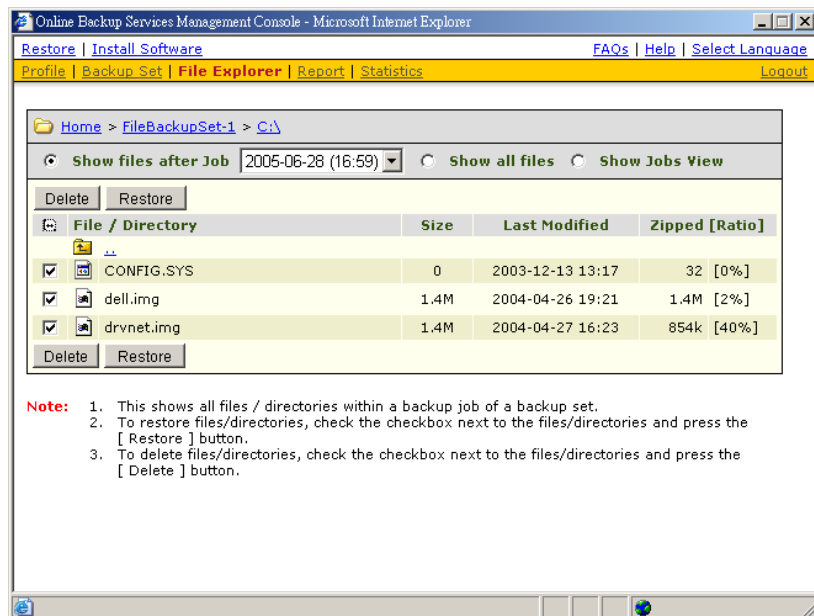 Online Backup Services Management Console - Microsoft Internet Explorer
Restore | Install Software FAQs | Help | Select Language
Profile | Backup Set | File Explorer | Report | Statistics Logout
Home > FileBackupSet-1 > C:\
Show files after Job 2005-06-28 (16:59) Show all files Show Jobs View
Delete Restore
File / Directory Size Last Modified Zipped [Ratio]
..
CONFIG.SYS 0 2003-12-13 13:17 32 [0%]
dell.img 1.4M 2004-04-26 19:21 1.4M [2%]
drvnet.img 1.4M 2004-04-27 16:23 854k [40%]
Delete Restore
Note: 1. This shows all files / directories within a backup job of a backup set.
2. To restore files/directories, check the checkbox next to the files/directories and press the
[ Restore ] button.
3. To delete files/directories, check the checkbox next to the files/directories and press the
[ Delete ] button.